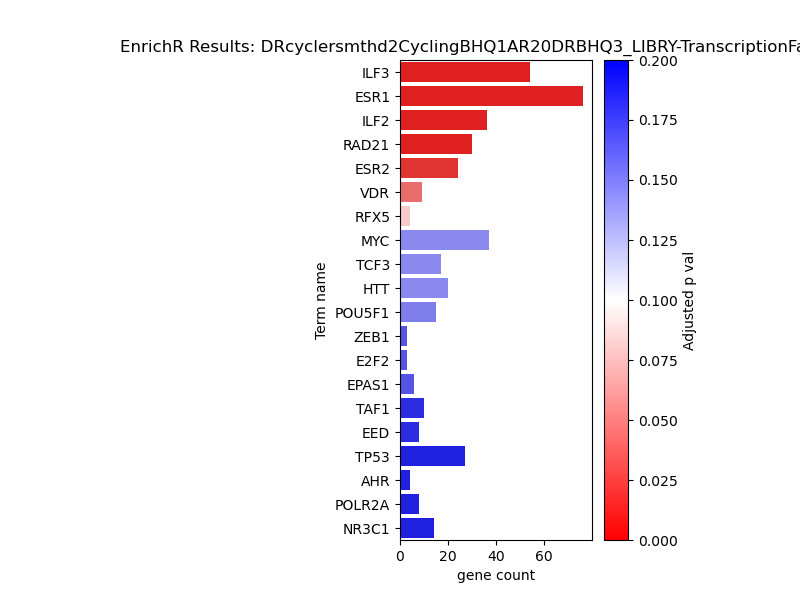 EnrichR Results: DRcyclersmthd2CyclingBHQ1AR20DRBHQ3_LIBRY-TranscriptionFa
ILF3
ESR1
ILF2
RAD21
ESR2
VDR
RFX5
MYC
TCF3
HTT
POU5F1
ZEB1
E2F2
EPAS1
TAF1
EED
TP53
AHR
POLR2A
NR3C1
Term name
0 20 40 60
gene count
0.200
0.175
0.150
0.125
0.100
0.075
0.050
0.025
0.000
Adjusted p val